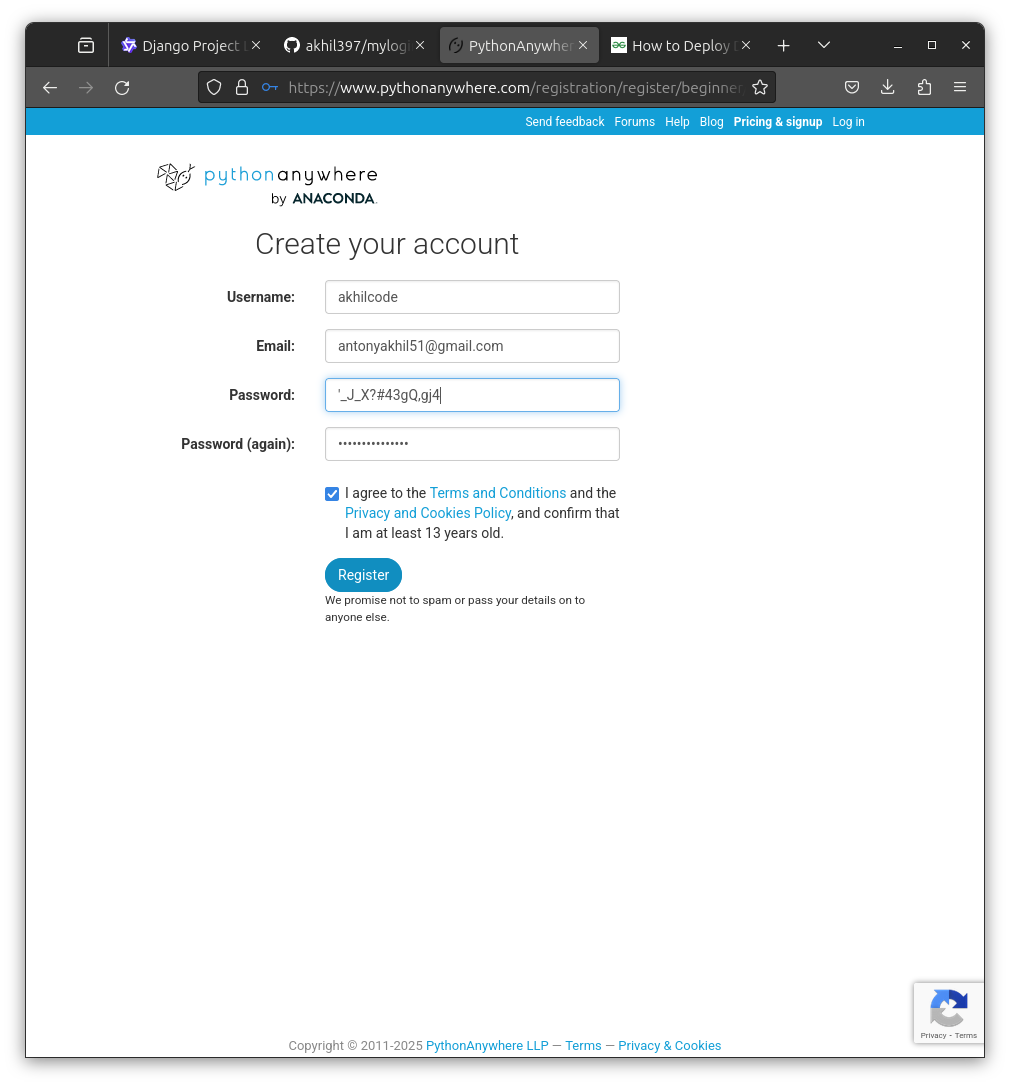 Django Project
akhil397/mylogi
PythonAnywher
How to Deploy
https://www.pythonanywhere.com/registration/register/beginner
Send feedback Forums Help Blog Pricing & signup Log in
pythonanywhere
by ANACONDA.
Create your account
Username: akhilcode
Email: antonyakhil51@gmail.com
Password: '_J_X?#43gQ,gj4
Password (again): •••••••••••••••
I agree to the Terms and Conditions and the
Privacy and Cookies Policy, and confirm that
I am at least 13 years old.
Register
We promise not to spam or pass your details on to
anyone else.
Privacy - Terms
Copyright © 2011-2025 PythonAnywhere LLP — Terms — Privacy & Cookies